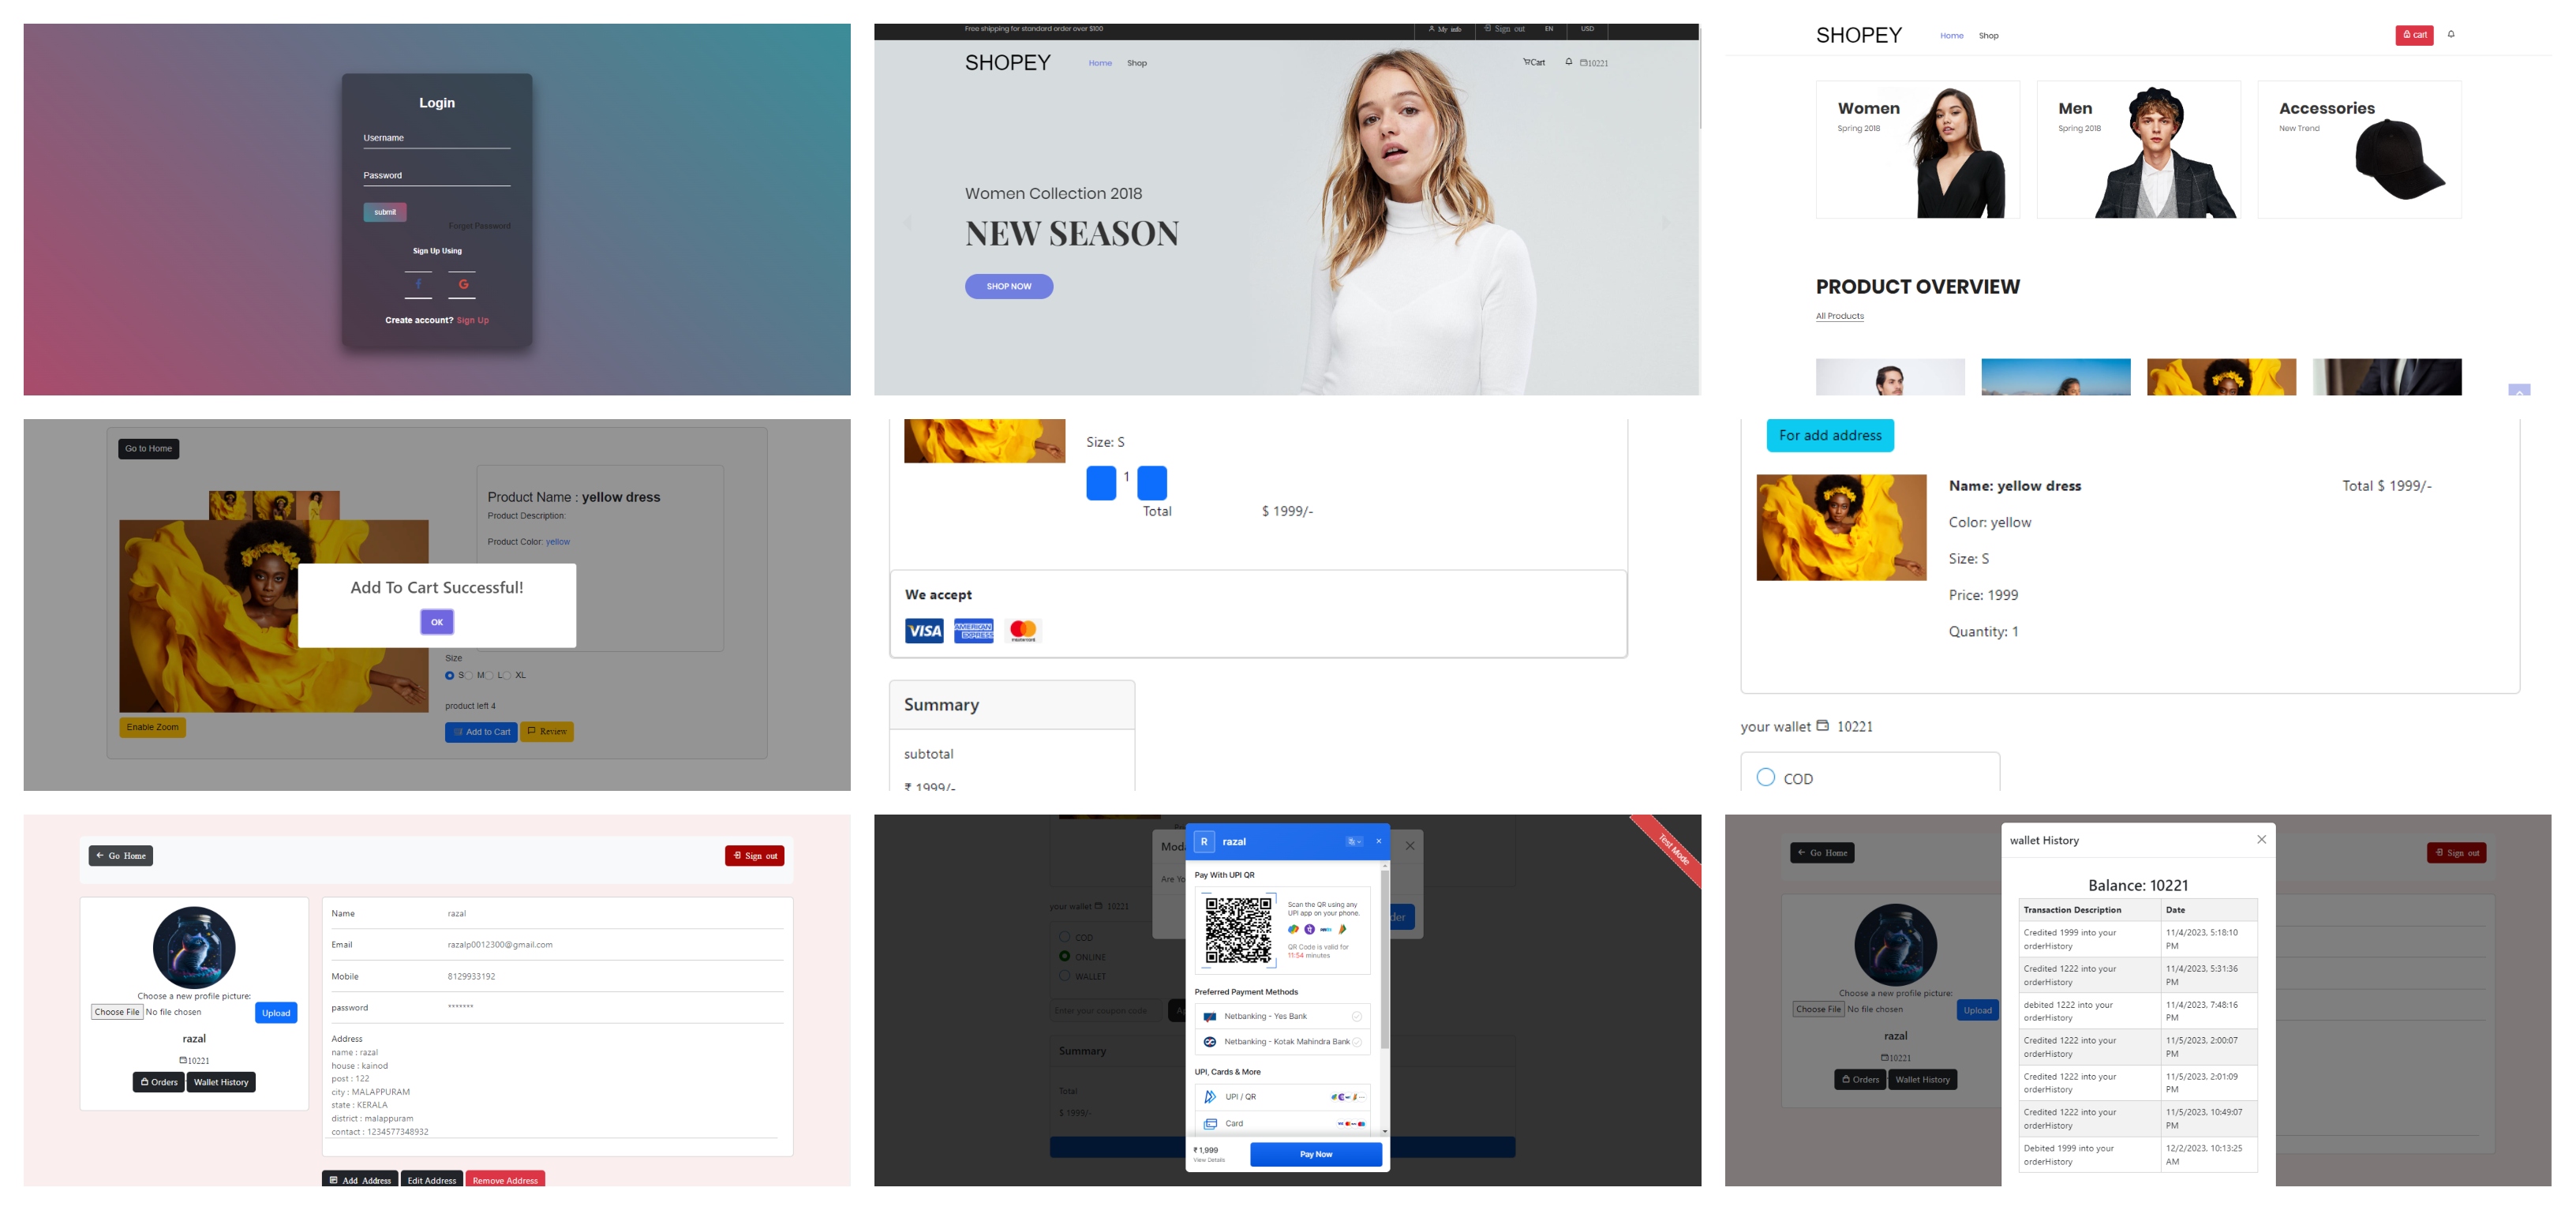 Login
Username
Password
submit
Forget Password
Sign Up Using
f G
Create account? Sign Up
Free shipping for standard order over $100
My info
Sign out
EN
USD
SHOPEY
Home
Shop
Cart
10221
Women Collection 2018
NEW SEASON
SHOP NOW
SHOPEY
Home
Shop
cart
Women
Spring 2018
Men
Spring 2018
Accessories
New Trend
PRODUCT OVERVIEW
All Products
Go to Home
Product Name : yellow dress
Product Description:
Product Color: yellow
Add To Cart Successful!
OK
Size
S M L XL
product left 4
Enable Zoom
Add to Cart
Review
Size: S
1
Total $ 1999/-
We accept
VISA
AMERICAN EXPRESS
mastercard
Summary
subtotal
₹ 1999/-
For add address
Name: yellow dress
Total $ 1999/-
Color: yellow
Size: S
Price: 1999
Quantity: 1
your wallet 10221
COD
Go Home
Sign out
Choose a new profile picture:
Choose File No file chosen
Upload
razal
10221
Orders
Wallet History
Name razal
Email razalp0012300@gmail.com
Mobile 8129933192
password *******
Address
name : razal
house : kainod
post : 122
city : MALAPPURAM
state : KERALA
district : malappuram
contact : 1234577348932
Add Address
Edit Address
Remove Address
Test Mode
your wallet 10221
COD
ONLINE
WALLET
Enter your coupon code
Summary
Total
$ 1999/-
R razal
Pay With UPI QR
Scan the QR using any
UPI app on your phone.
QR Code is valid for
11:54 minutes
Preferred Payment Methods
Netbanking - Yes Bank
Netbanking - Kotak Mahindra Bank
UPI, Cards & More
UPI / QR
Card
₹ 1,999
View Details
Pay Now
Go Home
Sign out
Choose a new profile picture:
Choose File No file chosen
Upload
razal
10221
Orders
Wallet History
wallet History
Balance: 10221
Transaction Description Date
Credited 1999 into your orderHistory 11/4/2023, 5:18:10 PM
Credited 1222 into your orderHistory 11/4/2023, 5:31:36 PM
debited 1222 into your orderHistory 11/4/2023, 7:48:16 PM
Credited 1222 into your orderHistory 11/5/2023, 2:00:07 PM
Credited 1222 into your orderHistory 11/5/2023, 2:01:09 PM
Credited 1222 into your orderHistory 11/5/2023, 10:49:07 PM
Debited 1999 into your orderHistory 12/2/2023, 10:13:25 AM